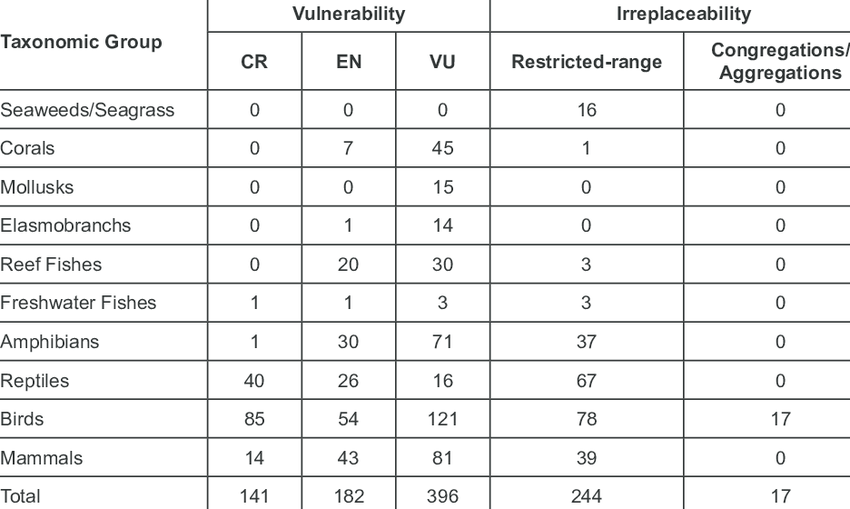 Taxonomic Group Vulnerability Irreplaceability
CR EN VU Restricted-range Congregations/
Aggregations
Seaweeds/Seagrass 0 0 0 16 0
Corals 0 7 45 1 0
Mollusks 0 0 15 0 0
Elasmobranchs 0 1 14 0 0
Reef Fishes 0 20 30 3 0
Freshwater Fishes 1 1 3 3 0
Amphibians 1 30 71 37 0
Reptiles 40 26 16 67 0
Birds 85 54 121 78 17
Mammals 14 43 81 39 0
Total 141 182 396 244 17